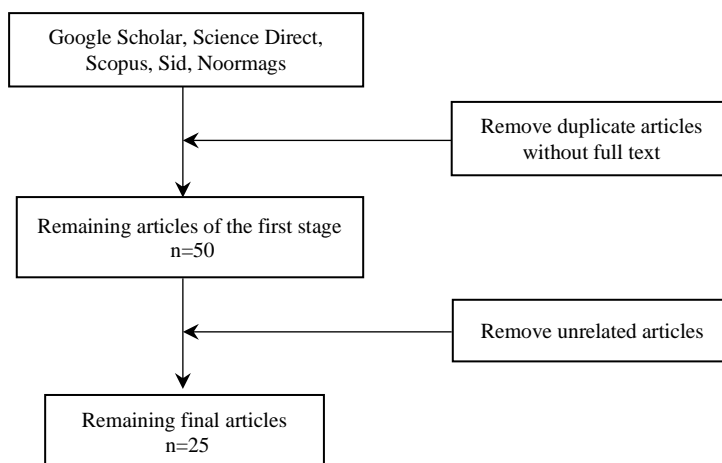 Google Scholar, Science Direct,
Scopus, Sid, Noormags
Remove duplicate articles
without full text
Remaining articles of the first stage
n=50
Remove unrelated articles
Remaining final articles
n=25